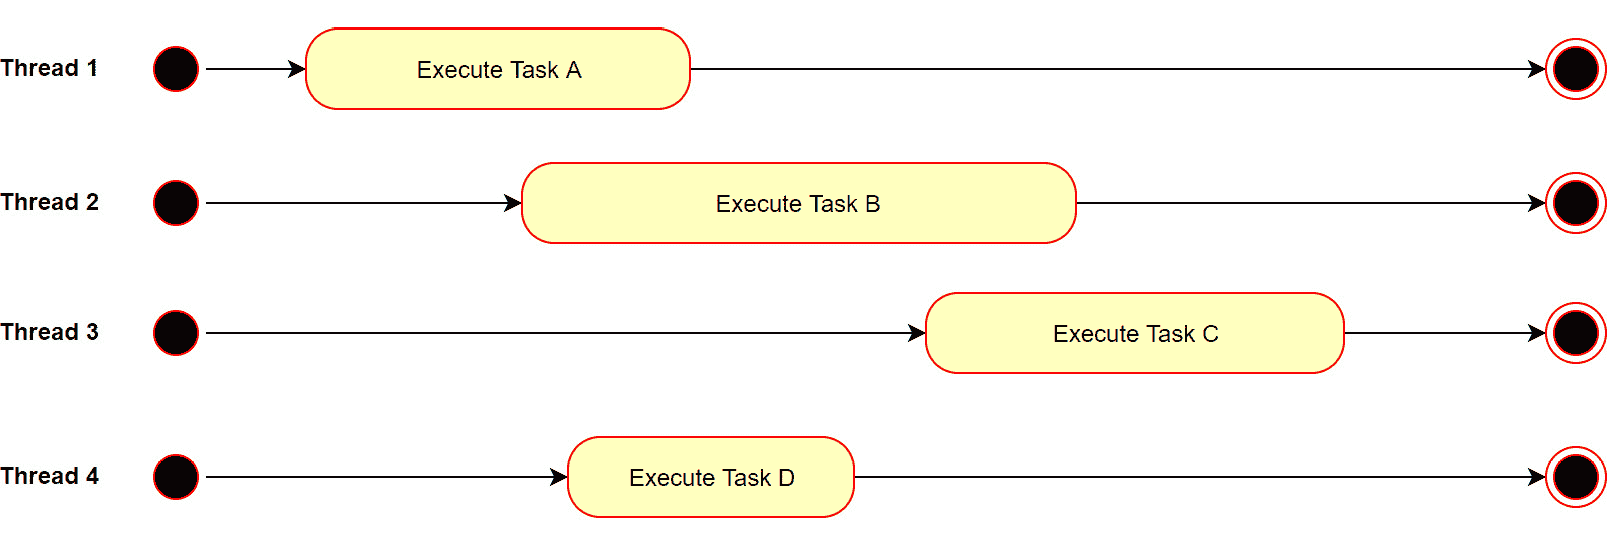 Thread 1
Execute Task A
Thread 2
Execute Task B
Thread 3
Execute Task C
Thread 4
Execute Task D